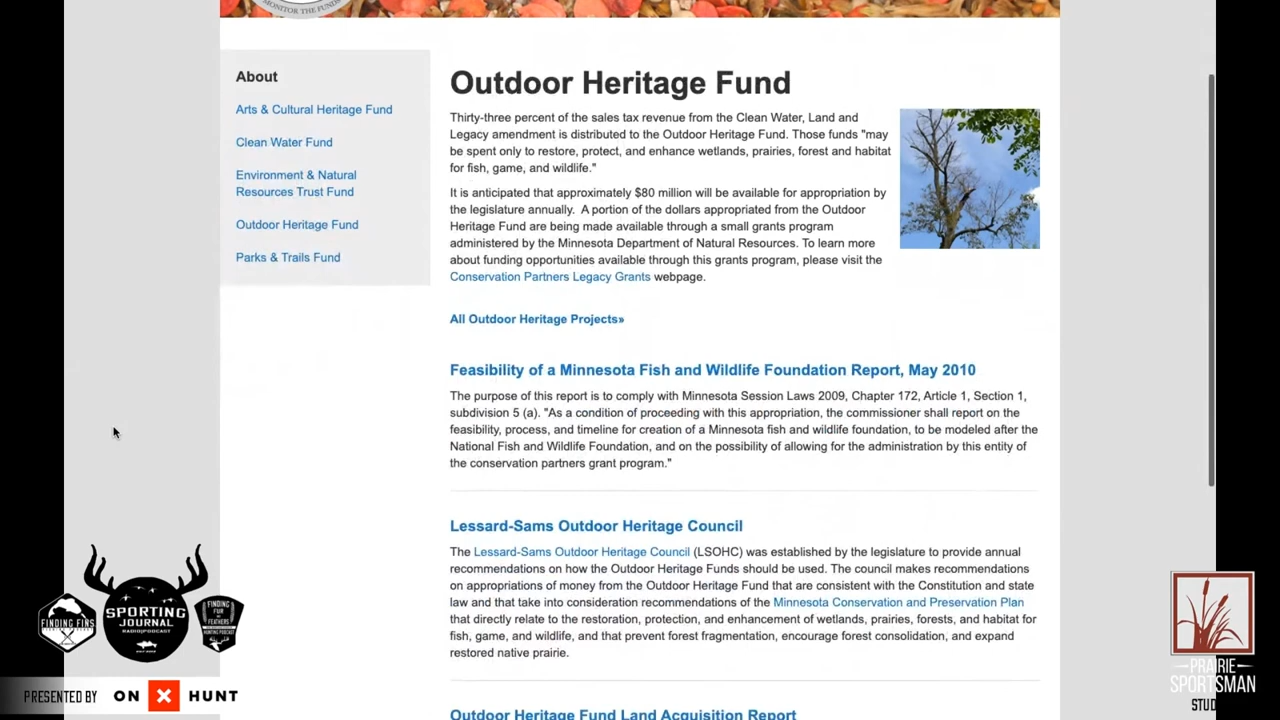 MONITOR THE FUNDS
About
Arts & Cultural Heritage Fund
Clean Water Fund
Environment & Natural
Resources Trust Fund
Outdoor Heritage Fund
Parks & Trails Fund
Outdoor Heritage Fund
Thirty-three percent of the sales tax revenue from the Clean Water, Land and
Legacy amendment is distributed to the Outdoor Heritage Fund. Those funds "may
be spent only to restore, protect, and enhance wetlands, prairies, forest and habitat
for fish, game, and wildlife."
It is anticipated that approximately $80 million will be available for appropriation by
the legislature annually.  A portion of the dollars appropriated from the Outdoor
Heritage Fund are being made available through a small grants program
administered by the Minnesota Department of Natural Resources. To learn more
about funding opportunities available through this grants program, please visit the
Conservation Partners Legacy Grants webpage.
All Outdoor Heritage Projects»
Feasibility of a Minnesota Fish and Wildlife Foundation Report, May 2010
The purpose of this report is to comply with Minnesota Session Laws 2009, Chapter 172, Article 1, Section 1,
subdivision 5 (a). "As a condition of proceeding with this appropriation, the commissioner shall report on the
feasibility, process, and timeline for creation of a Minnesota fish and wildlife foundation, to be modeled after the
National Fish and Wildlife Foundation, and on the possibility of allowing for the administration by this entity of
the conservation partners grant program."
Lessard-Sams Outdoor Heritage Council
The Lessard-Sams Outdoor Heritage Council (LSOHC) was established by the legislature to provide annual
recommendations on how the Outdoor Heritage Funds should be used. The council makes recommendations
on appropriations of money from the Outdoor Heritage Fund that are consistent with the Constitution and state
law and that take into consideration recommendations of the Minnesota Conservation and Preservation Plan
that directly relate to the restoration, protection, and enhancement of wetlands, prairies, forests, and habitat for
fish, game, and wildlife, and that prevent forest fragmentation, encourage forest consolidation, and expand
restored native prairie.
Outdoor Heritage Fund Land Acquisition Report
FINDING FINS
SPORTING
JOURNAL
RADIO|PODCAST
FINDING
FUR OR
FEATHERS
HUNTING PODCAST
PRESENTED BY ON X HUNT
PRAIRIE
SPORTSMAN
STUD